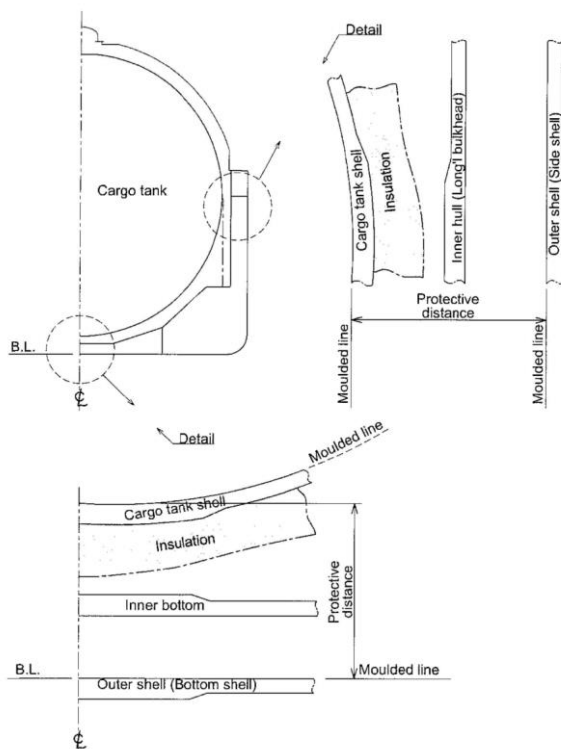 Detail
Cargo tank
Cargo tank shell
Insulation
Inner hull (Long'l bulkhead)
Outer shell (Side shell)
Protective
distance
Moulded line
Moulded line
B.L.
℄
Detail
Moulded line
Cargo tank shell
Insulation
Inner bottom
Protective
distance
B.L.
Moulded line
Outer shell (Bottom shell)
℄